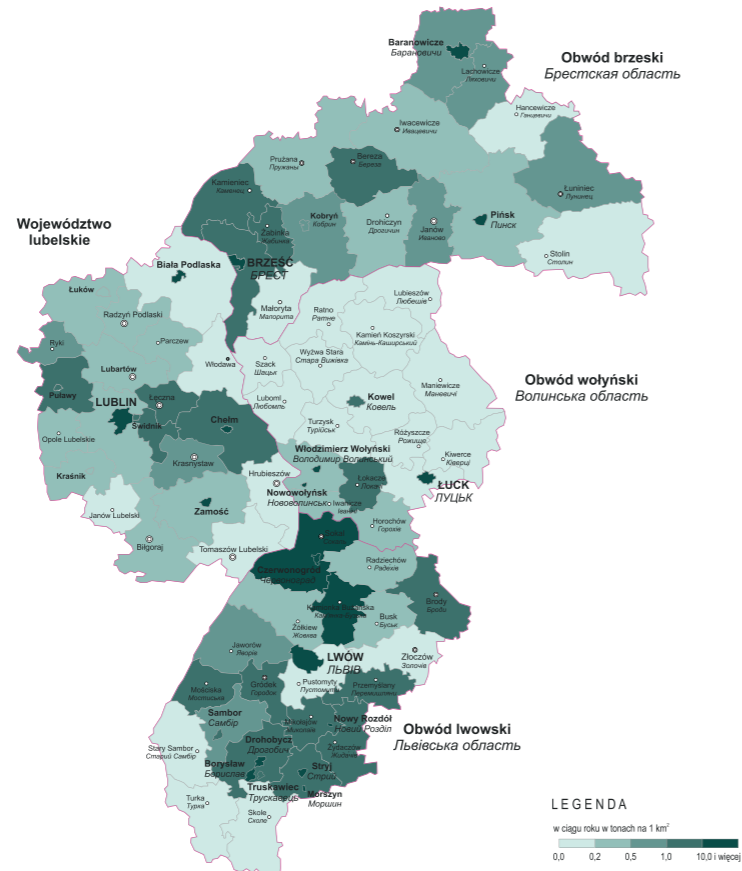 Baranowicze
Барановичи
Obwód brzeski
Брестская область
Lachowicze
Ляховичи
Hancewicze
Ганцевичи
Iwacewicze
Ивацевичи
Prużana
Пружаны
Bereza
Береза
Kamieniec
Каменец
Łuniniec
Лунинец
Województwo
lubelskie
Żabinka
Жабинка
Kobryń
Кобрин
Drohiczyn
Дрогичин
Janów
Иваново
Pińsk
Пинск
Stolin
Столин
Biała Podlaska
BRZEŚĆ
БРЕСТ
Łuków
Radzyń Podlaski
Małoryta
Малорита
Lubieszów
Любешів
Ratno
Ратне
Ryki
Parczew
Kamień Koszyrski
Камінь-Каширський
Włodawa
Szack
Шацьк
Wyżwa Stara
Стара Вижівка
Obwód wołyński
Волинська область
Lubartów
Puławy
Łęczna
Maniewicze
Маневичі
LUBLIN
Luboml
Любомль
Kowel
Ковель
Świdnik
Chełm
Turzysk
Турійськ
Rożyszcze
Рожище
Opole Lubelskie
Włodzimierz Wołyński
Володимир Волинський
Kiwerce
Ківерці
Krasnystaw
Kraśnik
Hrubieszów
Łokacze
Локачі
ŁUCK
ЛУЦЬК
Nowowołyńsk
Нововолинськ
Iwanicze
Іваничі
Janów Lubelski
Zamość
Horochów
Горохів
Biłgoraj
Tomaszów Lubelski
Sokal
Radziechów
Радехів
Czerwonogród
Червоноград
Brody
Броди
Żółkiew
Жовква
Busk
Буськ
Jaworów
Яворів
LWÓW
ЛЬВІВ
Złoczów
Золочів
Mościska
Мостиська
Gródek
Городок
Pustomyty
Пустомити
Przemyślany
Перемишляни
Sambor
Самбір
Mikołajów
Миколаїв
Nowy Rozdół
Новий Розділ
Obwód lwowski
Львівська область
Stary Sambor
Старий Самбір
Drohobycz
Дрогобич
Żydaczów
Жидачів
Borysław
Борислав
Stryj
Стрий
Truskawiec
Трускавець
Morszyn
Моршин
Turka
Турка
Skole
Сколе
LEGENDA
w ciągu roku w tonach na 1 km²
0,0 0,2 0,5 1,0 10,0 i więcej